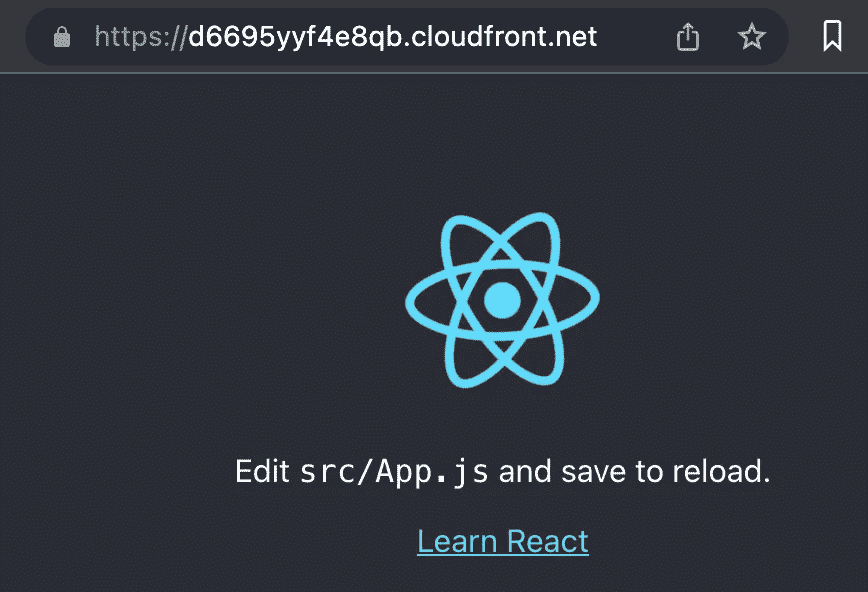 https://d6695yyf4e8qb.cloudfront.net
Edit src/App.js and save to reload.
Learn React